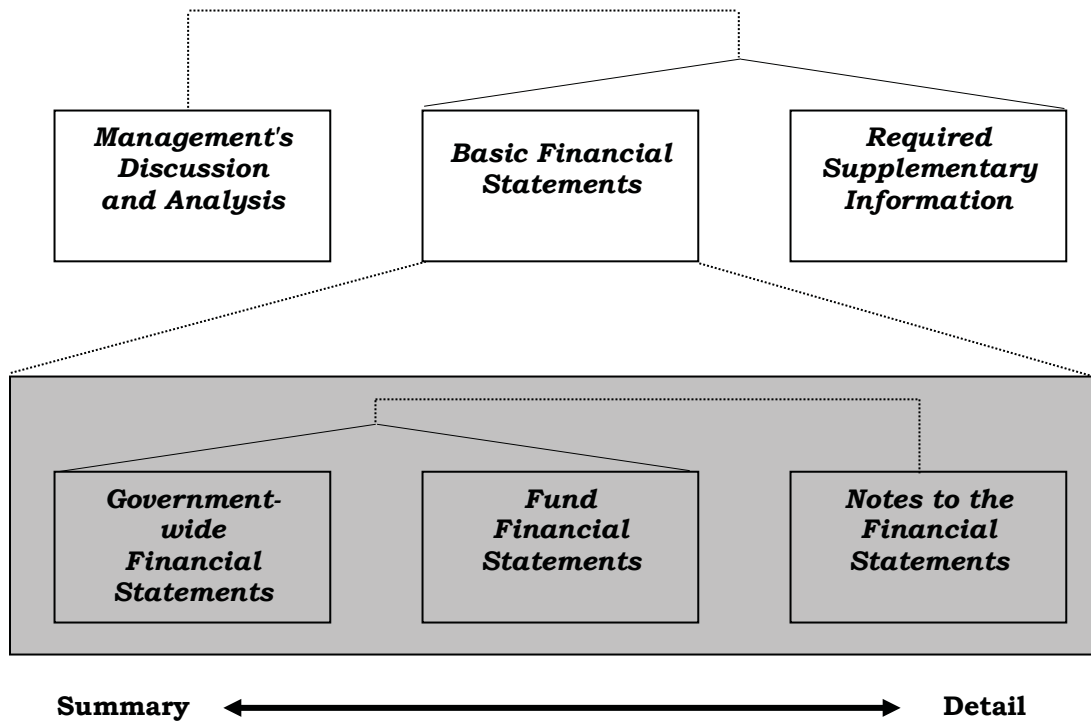 Management's
Discussion
and Analysis
Basic Financial
Statements
Required
Supplementary
Information
Government-
wide
Financial
Statements
Fund
Financial
Statements
Notes to the
Financial
Statements
Summary
Detail